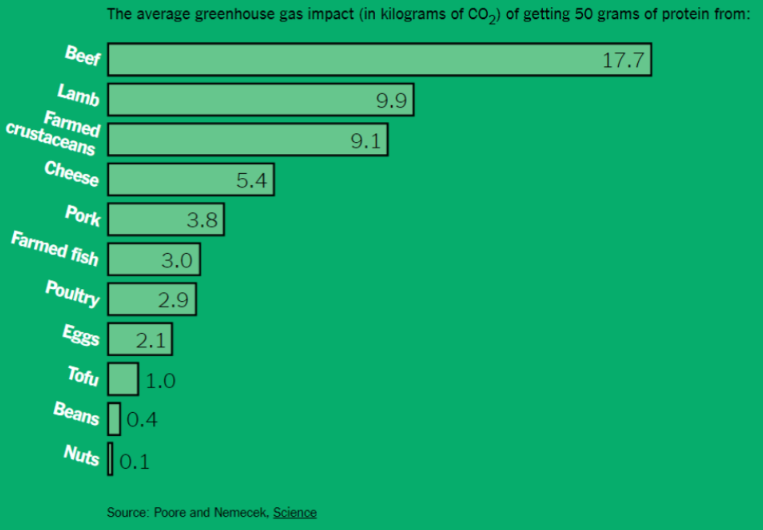 The average greenhouse gas impact (in kilograms of CO₂) of getting 50 grams of protein from:
Beef 17.7
Lamb 9.9
Farmed
crustaceans 9.1
Cheese 5.4
Pork 3.8
Farmed fish 3.0
Poultry 2.9
Eggs 2.1
Tofu 1.0
Beans 0.4
Nuts 0.1
Source: Poore and Nemecek, Science